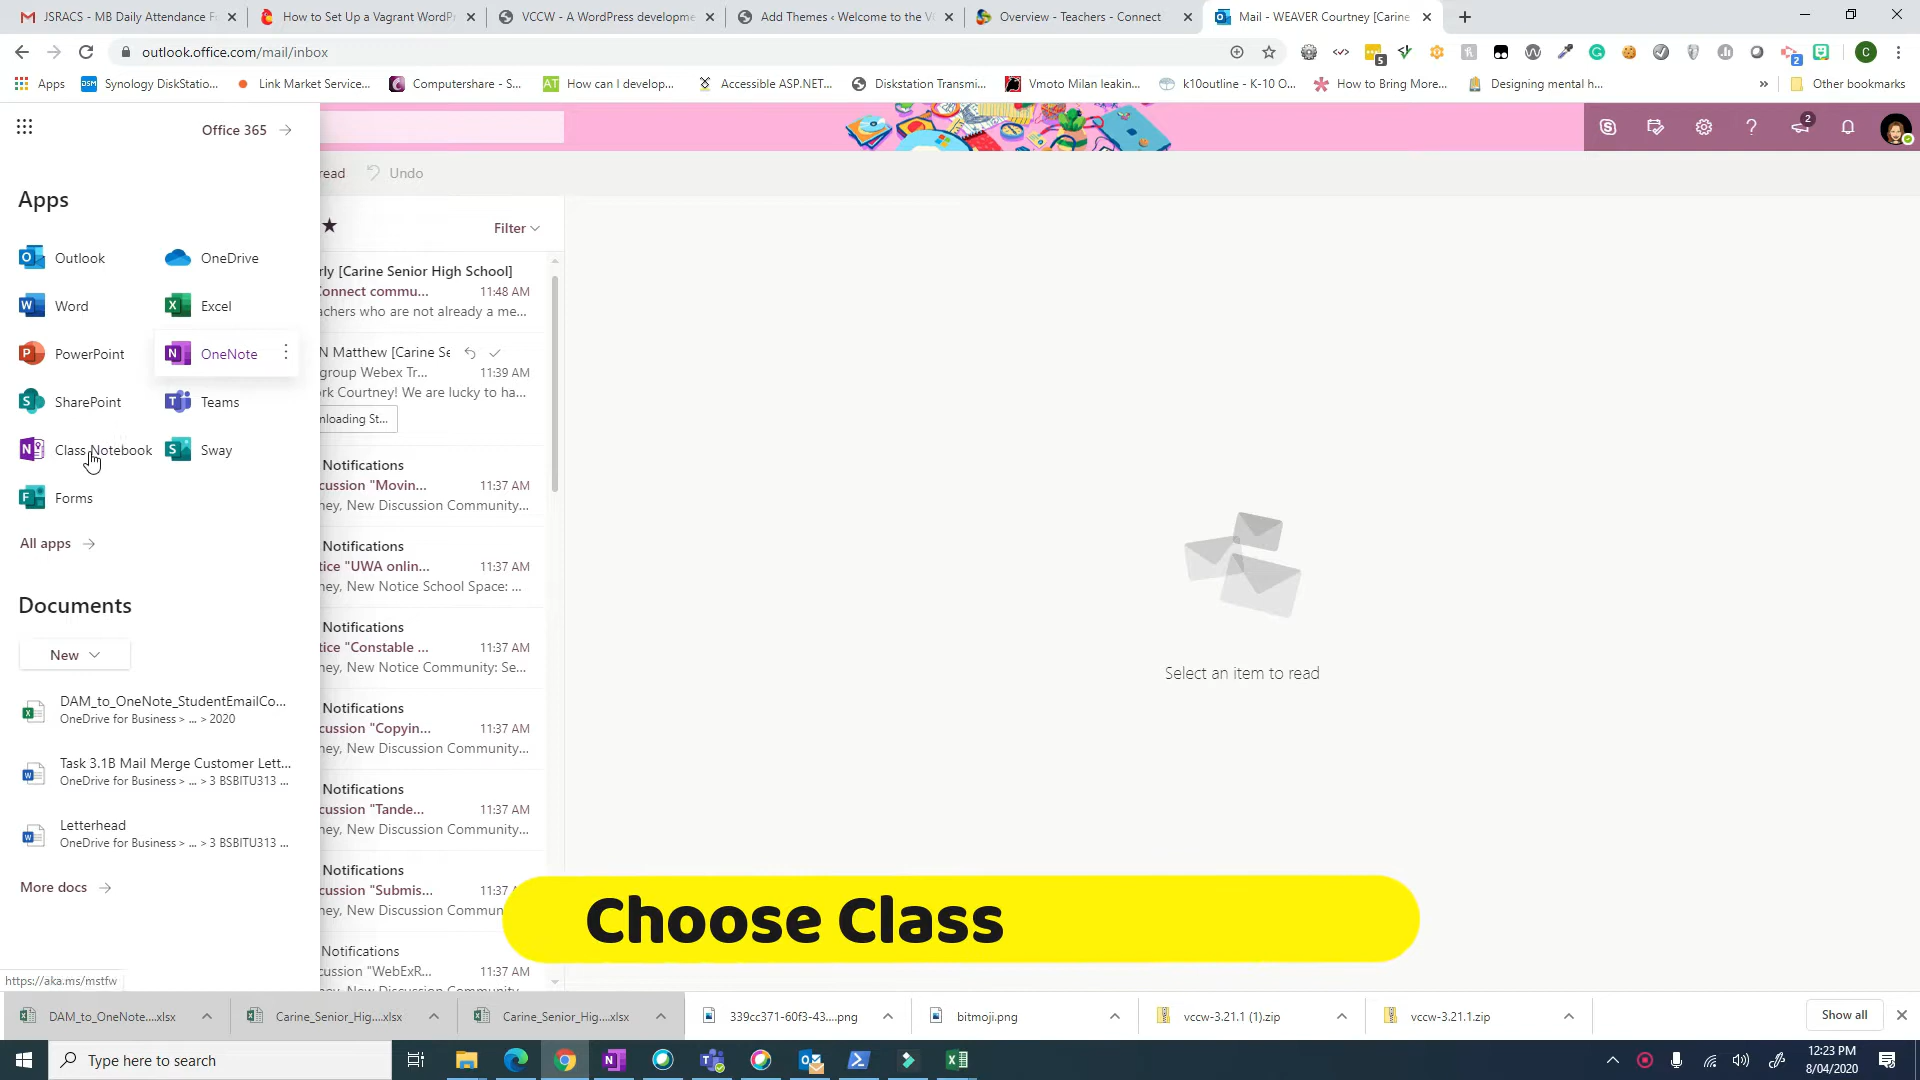 JSRACS - MB Daily Attendance F
How to Set Up a Vagrant WordP
VCCW - A WordPress developme
Add Themes ‹ Welcome to the V
Overview - Teachers - Connect
Mail - WEAVER Courtney [Carine
outlook.office.com/mail/inbox
Apps
Synology DiskStatio...
Link Market Service...
Computershare - S...
How can I develop...
Accessible ASP.NET...
Diskstation Transmi...
Vmoto Milan leakin...
k10outline - K-10 O...
How to Bring More...
Designing mental h...
»
Other bookmarks
Office 365
2
read
Undo
Apps
Filter
Outlook
OneDrive
Word
Excel
PowerPoint
OneNote
SharePoint
Teams
Class Notebook
Sway
Forms
All apps
Documents
New
DAM_to_OneNote_StudentEmailCo...
OneDrive for Business > ... > 2020
Task 3.1B Mail Merge Customer Lett...
OneDrive for Business > ... > 3 BSBITU313 ...
Letterhead
OneDrive for Business > ... > 3 BSBITU313 ...
More docs
https://aka.ms/mstfw
rly [Carine Senior High School]
Connect commu... 11:48 AM
achers who are not already a me...
N Matthew [Carine Se
group Webex Tr... 11:39 AM
rk Courtney! We are lucky to ha...
nloading St...
Notifications
cussion "Movin... 11:37 AM
ney, New Discussion Community...
Notifications
tice "UWA onlin... 11:37 AM
ney, New Notice School Space: ...
Notifications
tice "Constable ... 11:37 AM
ney, New Notice Community: Se...
Notifications
cussion "Copyin... 11:37 AM
ney, New Discussion Community...
Notifications
cussion "Tande... 11:37 AM
ney, New Discussion Community...
Notifications
cussion "Submis... 11:37
ney, New Discussion Commun
Notifications
cussion "WebExR... 11:37 AM
ney, New Discussion Community...
Select an item to read
Choose Class
DAM_to_OneNote....xlsx
Carine_Senior_Hig....xlsx
Carine_Senior_Hig....xlsx
339cc371-60f3-43....png
bitmoji.png
vccw-3.21.1 (1).zip
vccw-3.21.1.zip
Show all
Type here to search
12:23 PM
8/04/2020